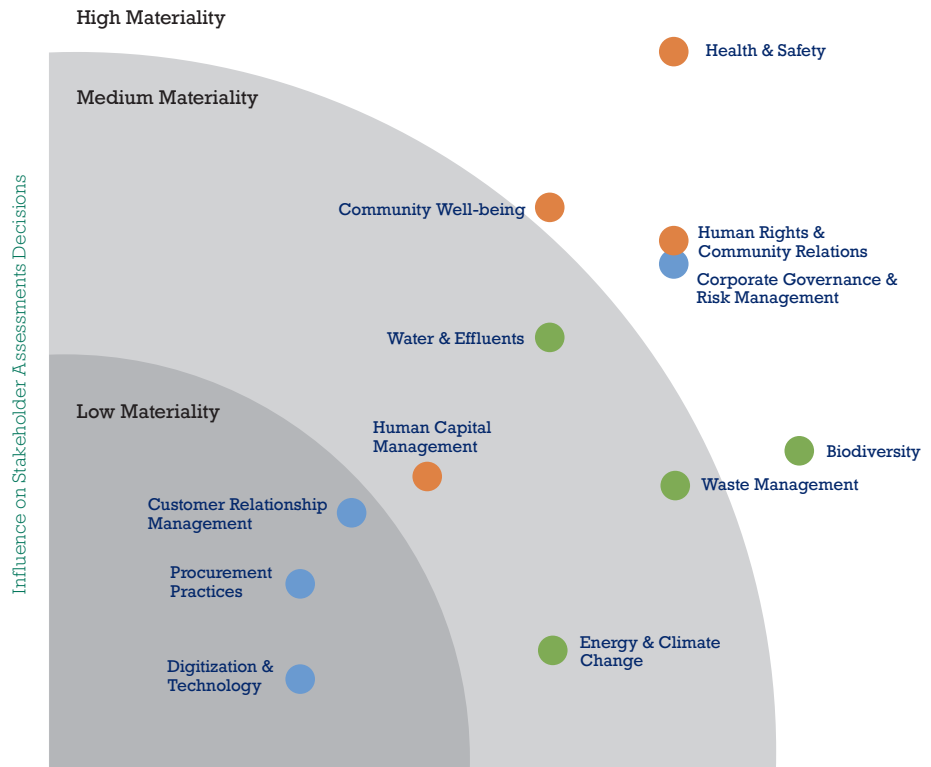 High Materiality
Health & Safety
Medium Materiality
Influence on Stakeholder Assessments Decisions
Community Well-being
Human Rights &
Community Relations
Corporate Governance &
Risk Management
Water & Effluents
Low Materiality
Human Capital
Management
Biodiversity
Waste Management
Customer Relationship
Management
Procurement
Practices
Energy & Climate
Change
Digitization &
Technology